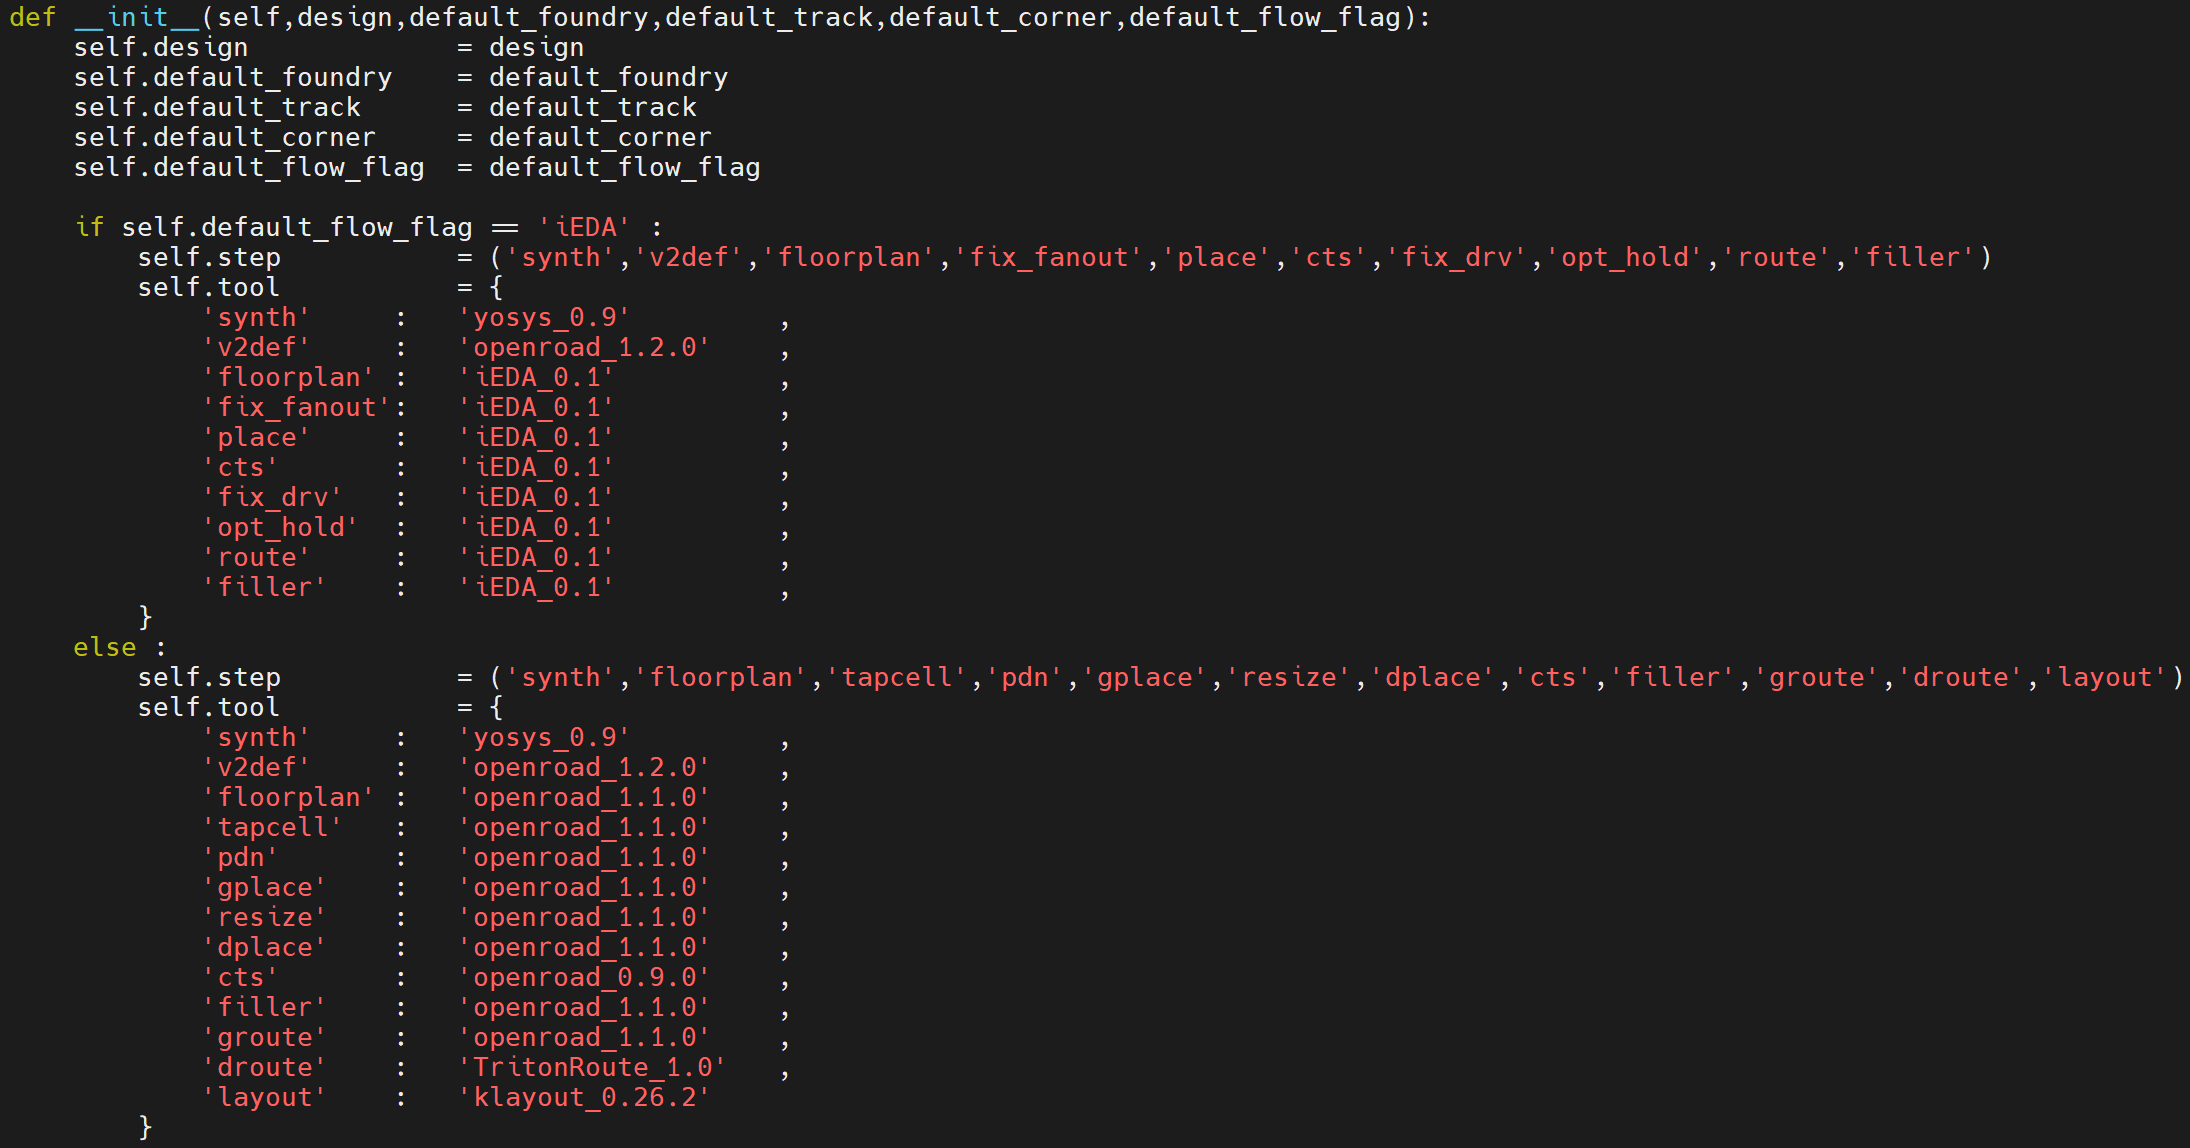 def __init__(self,design,default_foundry,default_track,default_corner,default_flow_flag):
    self.design             = design
    self.default_foundry    = default_foundry
    self.default_track      = default_track
    self.default_corner     = default_corner
    self.default_flow_flag  = default_flow_flag

    if self.default_flow_flag == 'iEDA' :
        self.step           = ('synth','v2def','floorplan','fix_fanout','place','cts','fix_drv','opt_hold','route','filler')
        self.tool           = {
            'synth'     :   'yosys_0.9'         ,
            'v2def'     :   'openroad_1.2.0'    ,
            'floorplan' :   'iEDA_0.1'          ,
            'fix_fanout':   'iEDA_0.1'          ,
            'place'     :   'iEDA_0.1'          ,
            'cts'       :   'iEDA_0.1'          ,
            'fix_drv'   :   'iEDA_0.1'          ,
            'opt_hold'  :   'iEDA_0.1'          ,
            'route'     :   'iEDA_0.1'          ,
            'filler'    :   'iEDA_0.1'          ,
        }
    else :
        self.step           = ('synth','floorplan','tapcell','pdn','gplace','resize','dplace','cts','filler','groute','droute','layout')
        self.tool           = {
            'synth'     :   'yosys_0.9'         ,
            'v2def'     :   'openroad_1.2.0'    ,
            'floorplan' :   'openroad_1.1.0'    ,
            'tapcell'   :   'openroad_1.1.0'    ,
            'pdn'       :   'openroad_1.1.0'    ,
            'gplace'    :   'openroad_1.1.0'    ,
            'resize'    :   'openroad_1.1.0'    ,
            'dplace'    :   'openroad_1.1.0'    ,
            'cts'       :   'openroad_0.9.0'    ,
            'filler'    :   'openroad_1.1.0'    ,
            'groute'    :   'openroad_1.1.0'    ,
            'droute'    :   'TritonRoute_1.0'   ,
            'layout'    :   'klayout_0.26.2'
        }